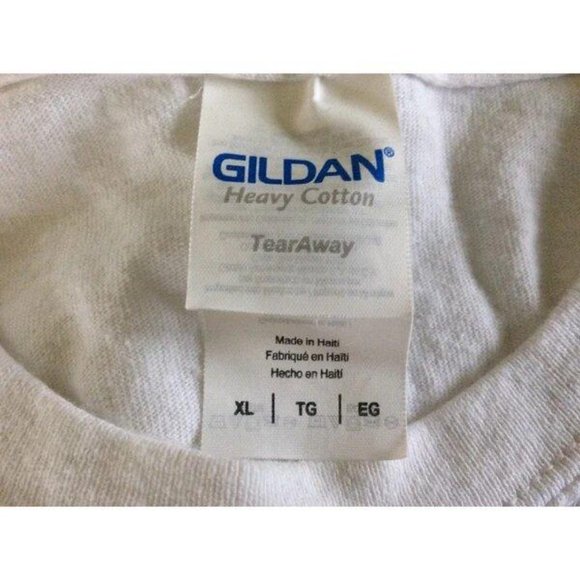 GILDAN®
Heavy Cotton
TearAway
Made in Haiti
Fabriqué en Haïti
Hecho en Haití
XL | TG | EG